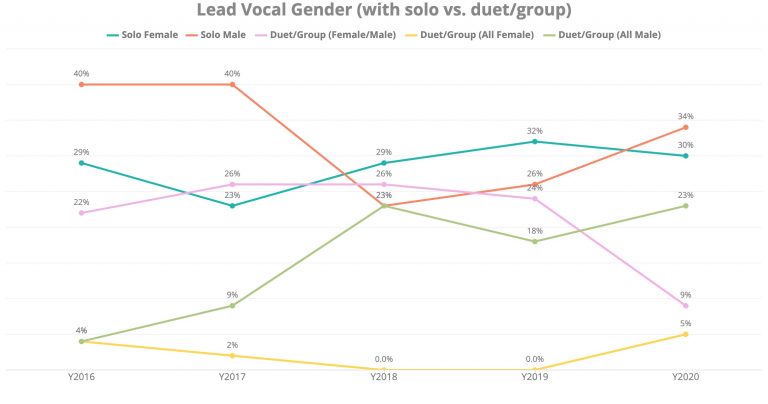 Lead Vocal Gender (with solo vs. duet/group)
Solo Female Solo Male Duet/Group (Female/Male) Duet/Group (All Female) Duet/Group (All Male)
40% 40%
34%
32%
30%
29% 29%
26% 26% 26%
24%
23% 23% 23%
22%
18%
9% 9%
5%
4%
2%
0.0% 0.0%
Y2016 Y2017 Y2018 Y2019 Y2020